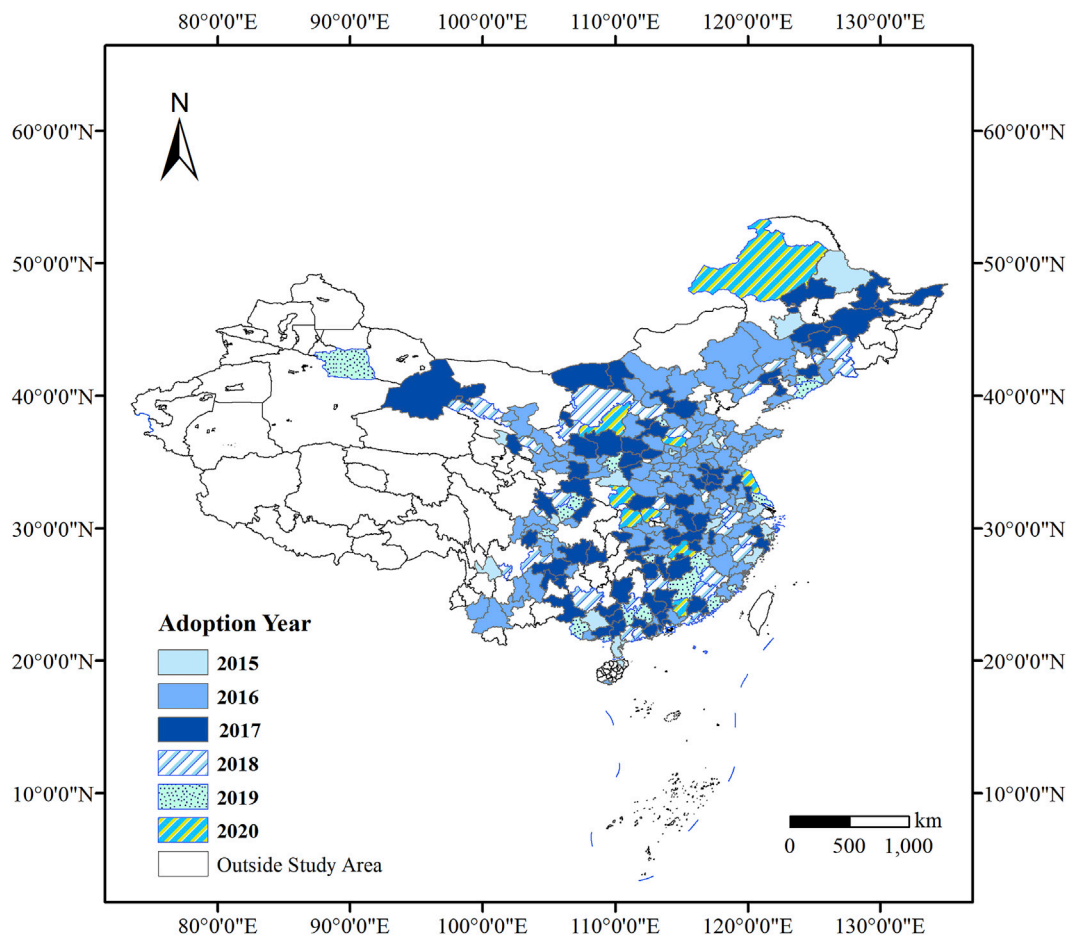 80°0'0"E 90°0'0"E 100°0'0"E 110°0'0"E 120°0'0"E 130°0'0"E
N
60°0'0"N 60°0'0"N
50°0'0"N 50°0'0"N
40°0'0"N 40°0'0"N
30°0'0"N 30°0'0"N
20°0'0"N 20°0'0"N
10°0'0"N 10°0'0"N
Adoption Year
2015
2016
2017
2018
2019
2020
Outside Study Area
km
0 500 1,000
80°0'0"E 90°0'0"E 100°0'0"E 110°0'0"E 120°0'0"E 130°0'0"E